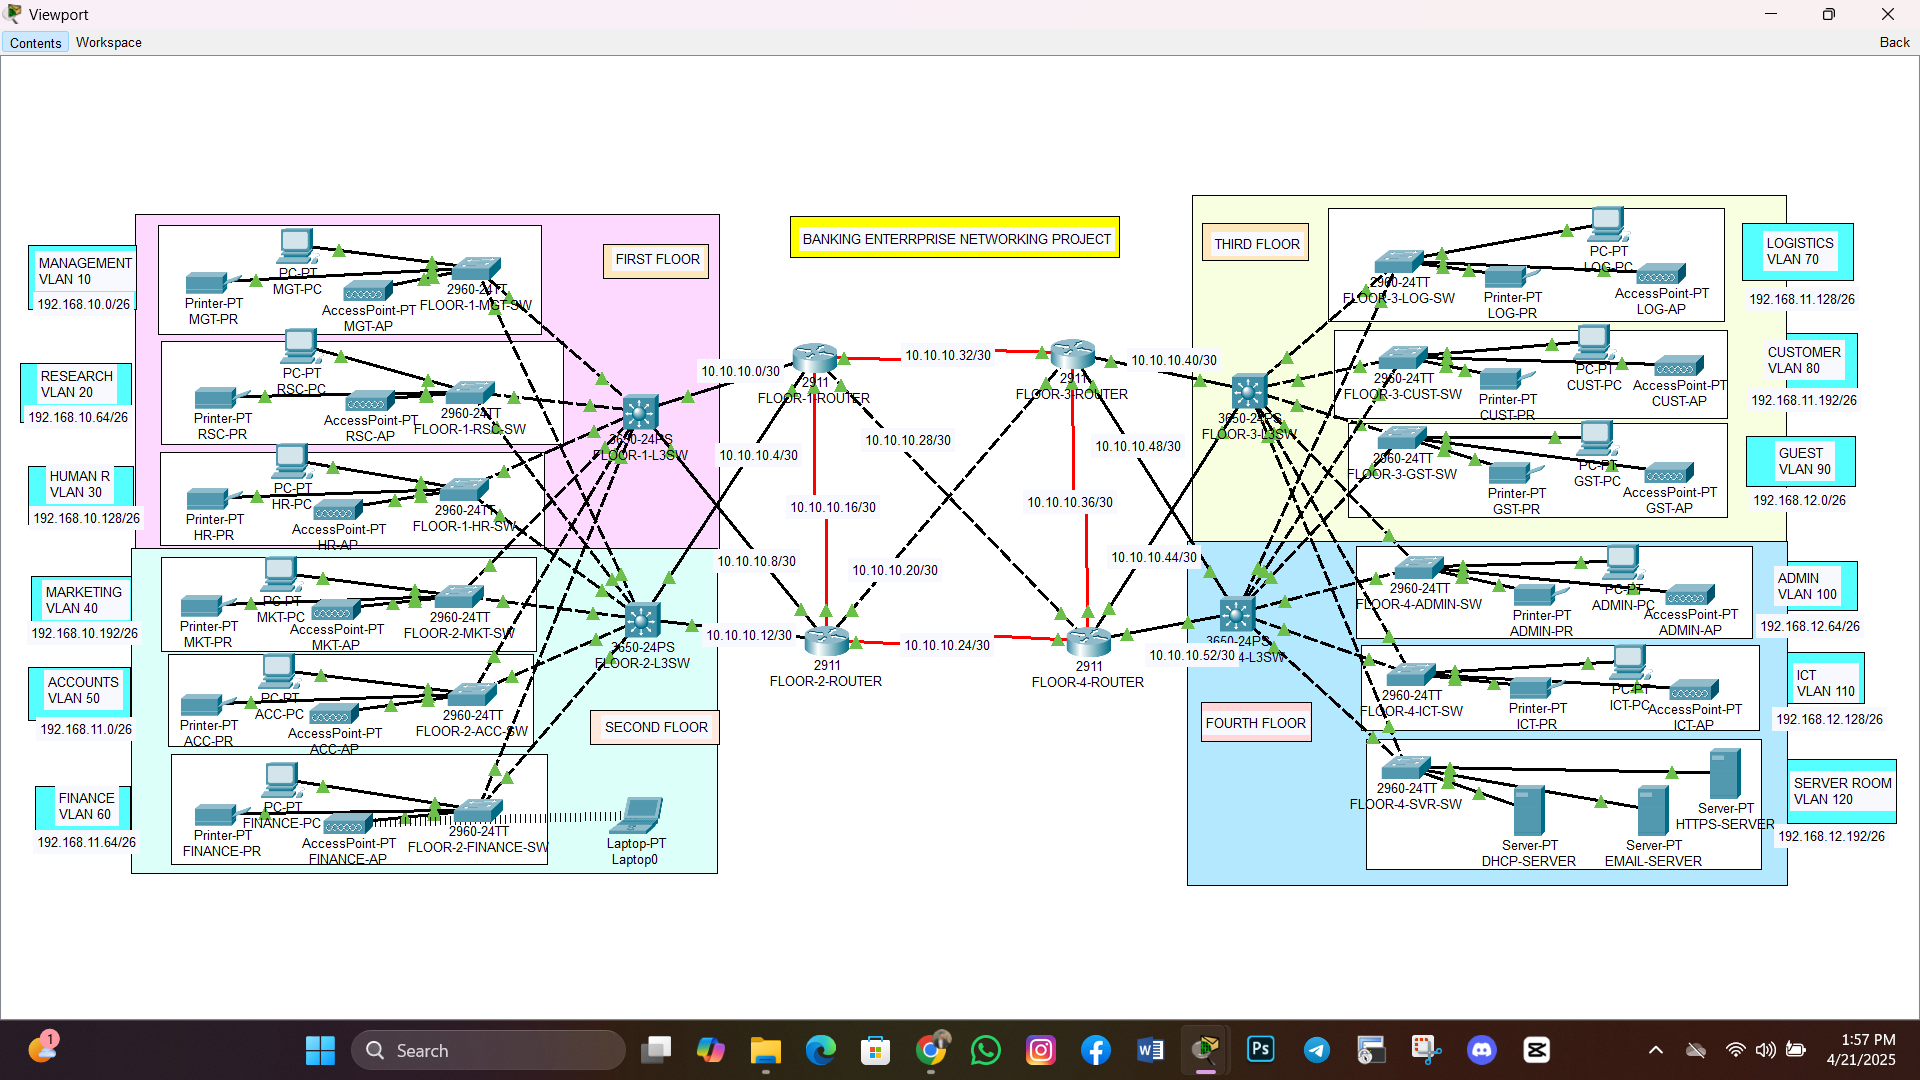 Viewport
Contents Workspace Back
BANKING ENTERRPRISE NETWORKING PROJECT
FIRST FLOOR
MANAGEMENT
VLAN 10
192.168.10.0/26
PC-PT
MGT-PC
Printer-PT
MGT-PR
AccessPoint-PT
MGT-AP
2960-24TT
FLOOR-1-MGT-SW
RESEARCH
VLAN 20
192.168.10.64/26
PC-PT
RSC-PC
Printer-PT
RSC-PR
AccessPoint-PT
RSC-AP
2960-24TT
FLOOR-1-RSC-SW
HUMAN R
VLAN 30
192.168.10.128/26
PC-PT
HR-PC
Printer-PT
HR-PR
AccessPoint-PT
HR-AP
2960-24TT
FLOOR-1-HR-SW
3650-24PS
FLOOR-1-L3SW
MARKETING
VLAN 40
192.168.10.192/26
PC-PT
MKT-PC
Printer-PT
MKT-PR
AccessPoint-PT
MKT-AP
2960-24TT
FLOOR-2-MKT-SW
ACCOUNTS
VLAN 50
192.168.11.0/26
PC-PT
ACC-PC
Printer-PT
ACC-PR
AccessPoint-PT
ACC-AP
2960-24TT
FLOOR-2-ACC-SW
SECOND FLOOR
FINANCE
VLAN 60
192.168.11.64/26
PC-PT
FINANCE-PC
Printer-PT
FINANCE-PR
AccessPoint-PT
FINANCE-AP
2960-24TT
FLOOR-2-FINANCE-SW
Laptop-PT
Laptop0
3650-24PS
FLOOR-2-L3SW
10.10.10.0/30
10.10.10.4/30
10.10.10.8/30
10.10.10.12/30
2911
FLOOR-1-ROUTER
10.10.10.32/30
2911
FLOOR-3-ROUTER
10.10.10.28/30
10.10.10.16/30
10.10.10.36/30
10.10.10.20/30
2911
FLOOR-2-ROUTER
10.10.10.24/30
2911
FLOOR-4-ROUTER
10.10.10.40/30
10.10.10.48/30
10.10.10.44/30
10.10.10.52/30
THIRD FLOOR
3650-24PS
FLOOR-3-L3SW
PC-PT
LOG-PC
2960-24TT
FLOOR-3-LOG-SW
Printer-PT
LOG-PR
AccessPoint-PT
LOG-AP
LOGISTICS
VLAN 70
192.168.11.128/26
PC-PT
CUST-PC
2960-24TT
FLOOR-3-CUST-SW
Printer-PT
CUST-PR
AccessPoint-PT
CUST-AP
CUSTOMER
VLAN 80
192.168.11.192/26
PC-PT
GST-PC
2960-24TT
FLOOR-3-GST-SW
Printer-PT
GST-PR
AccessPoint-PT
GST-AP
GUEST
VLAN 90
192.168.12.0/26
3650-24PS
4-L3SW
FOURTH FLOOR
PC-PT
ADMIN-PC
2960-24TT
FLOOR-4-ADMIN-SW
Printer-PT
ADMIN-PR
AccessPoint-PT
ADMIN-AP
ADMIN
VLAN 100
192.168.12.64/26
PC-PT
ICT-PC
2960-24TT
FLOOR-4-ICT-SW
Printer-PT
ICT-PR
AccessPoint-PT
ICT-AP
ICT
VLAN 110
192.168.12.128/26
2960-24TT
FLOOR-4-SVR-SW
Server-PT
DHCP-SERVER
Server-PT
EMAIL-SERVER
Server-PT
HTTPS-SERVER
SERVER ROOM
VLAN 120
192.168.12.192/26
1
Search
Ps
1:57 PM
4/21/2025